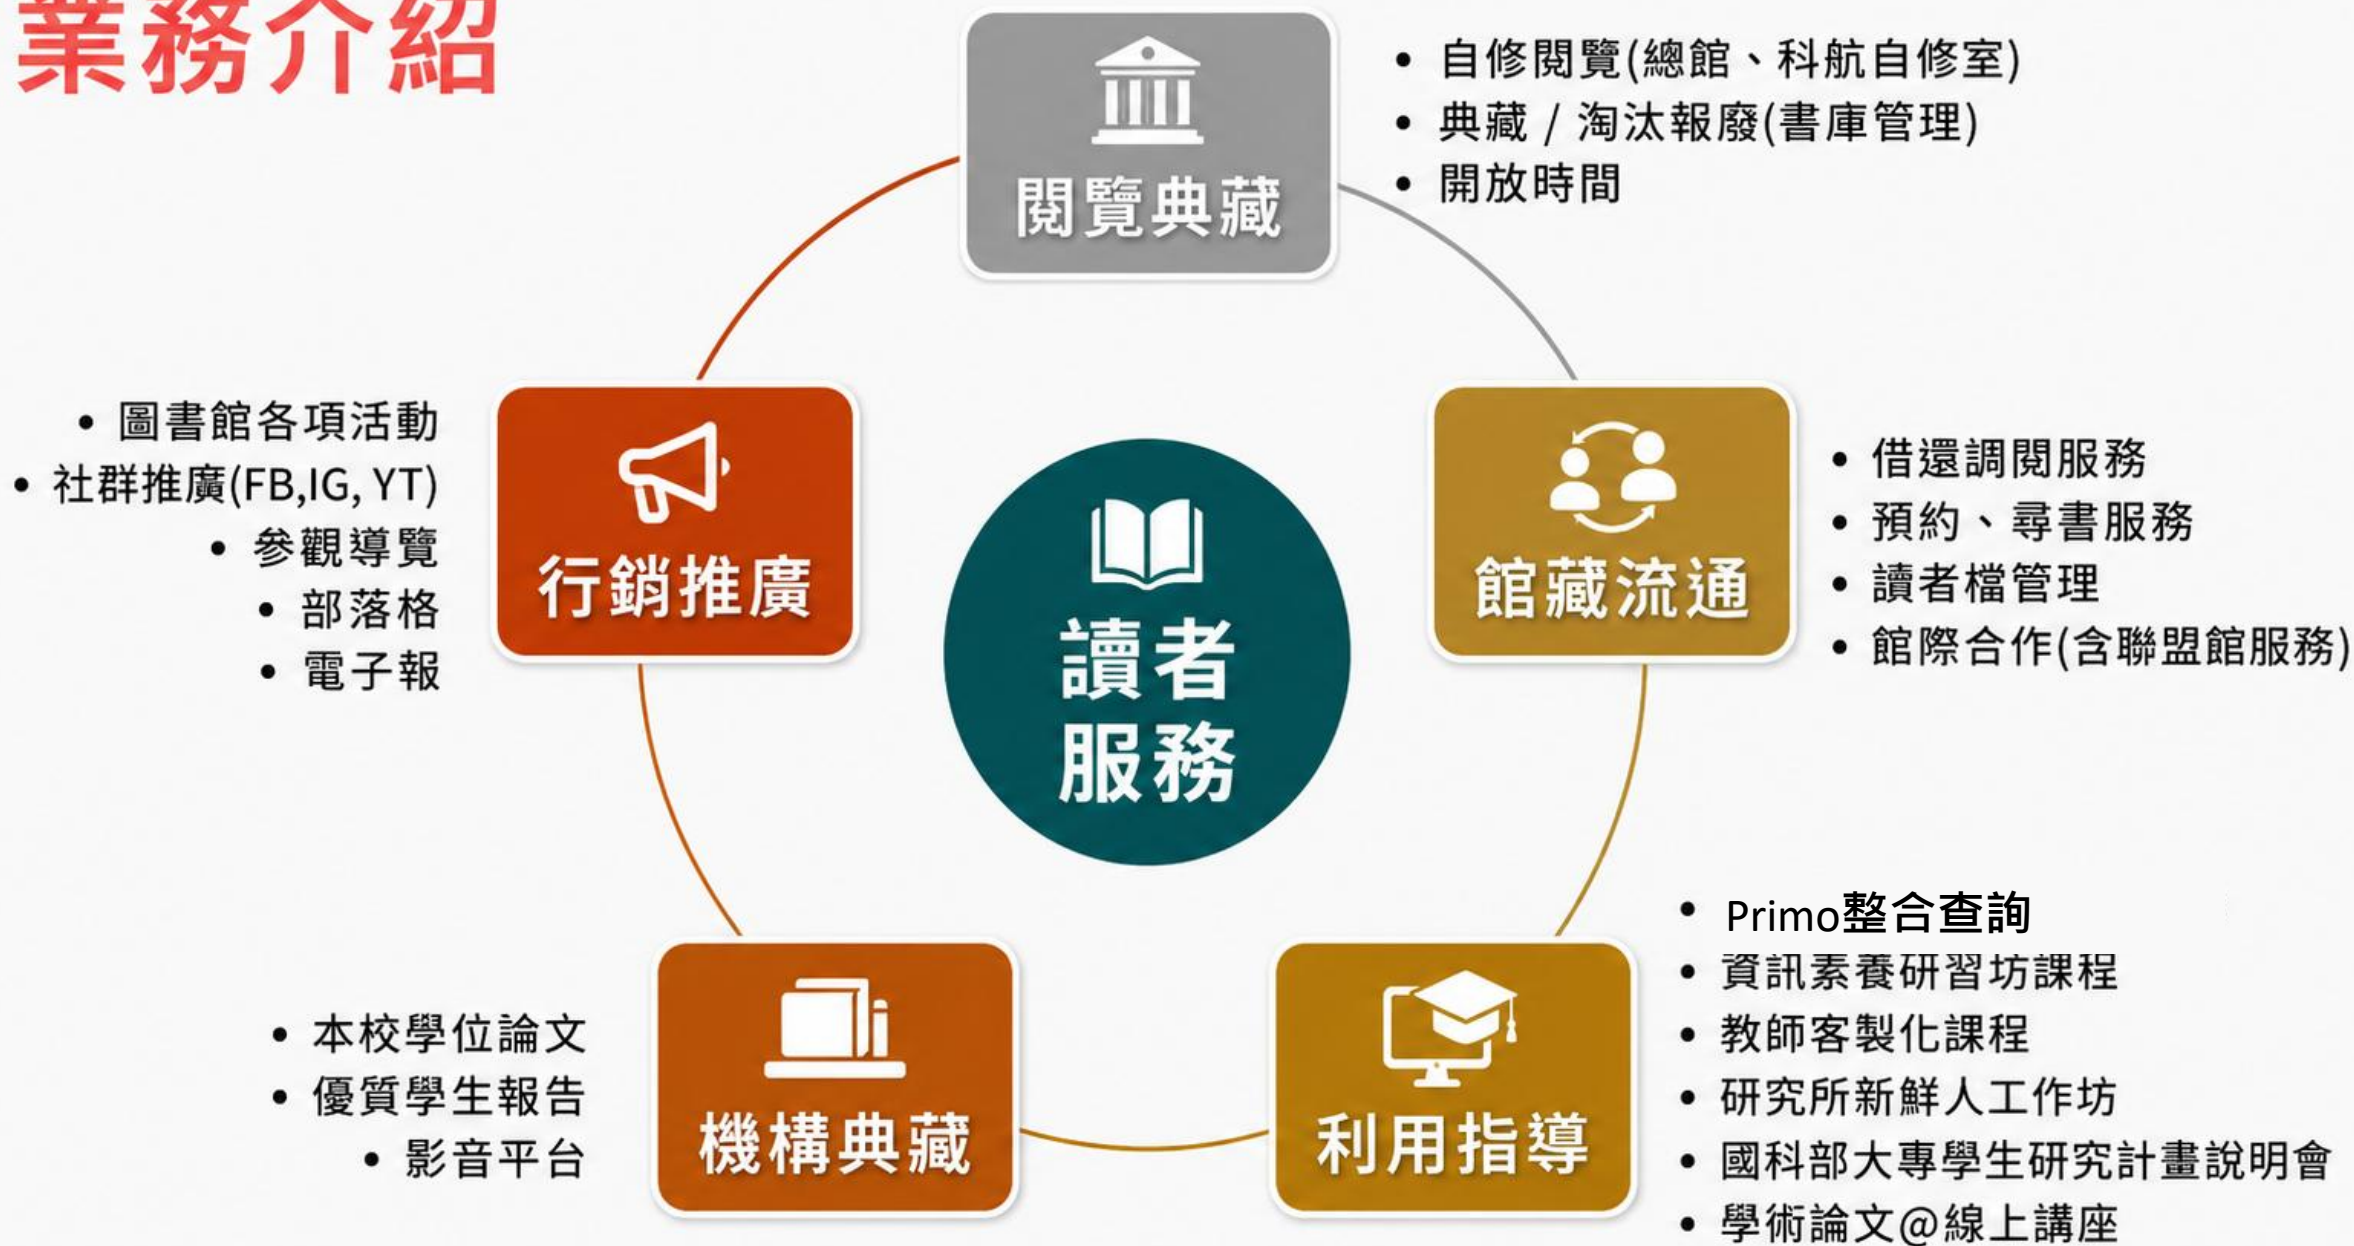 業務介紹
閱覽典藏
• 自修閱覽(總館、科航自修室)
• 典藏 / 淘汰報廢(書庫管理)
• 開放時間
館藏流通
• 借還調閱服務
• 預約、尋書服務
• 讀者檔管理
• 館際合作(含聯盟館服務)
利用指導
• Primo整合查詢
• 資訊素養研習坊課程
• 教師客製化課程
• 研究所新鮮人工作坊
• 國科部大專學生研究計畫說明會
• 學術論文@線上講座
機構典藏
• 本校學位論文
• 優質學生報告
• 影音平台
行銷推廣
• 圖書館各項活動
• 社群推廣(FB,IG, YT)
• 參觀導覽
• 部落格
• 電子報
讀者
服務